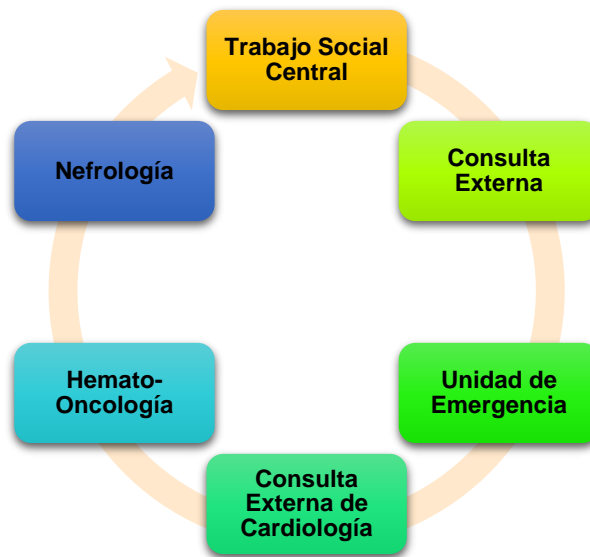 Trabajo Social
Central
Consulta
Externa
Unidad de
Emergencia
Consulta
Externa de
Cardiología
Hemato-
Oncología
Nefrología